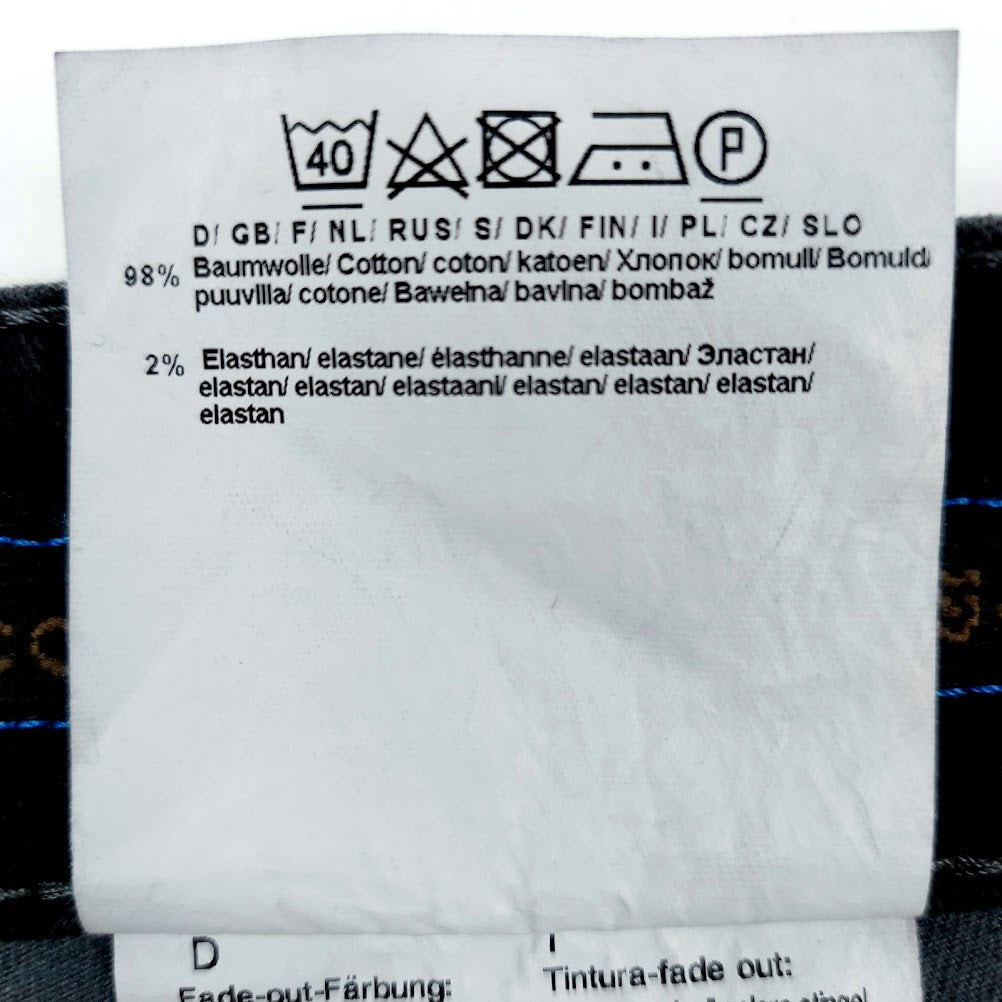 40 P
D/ GB/ F/ NL/ RUS/ S/ DK/ FIN/ I/ PL/ CZ/ SLO
98% Baumwolle/ Cotton/ coton/ katoen/ Хлопок/ bomull/ Bomuld/
puuvilla/ cotone/ Bawełna/ bavlna/ bombaž
2% Elasthan/ elastane/ élasthanne/ elastaan/ Эластан/
elastan/ elastan/ elastaani/ elastan/ elastan/ elastan/
elastan
D I
Fade-out-Färbung: Tintura-fade out: